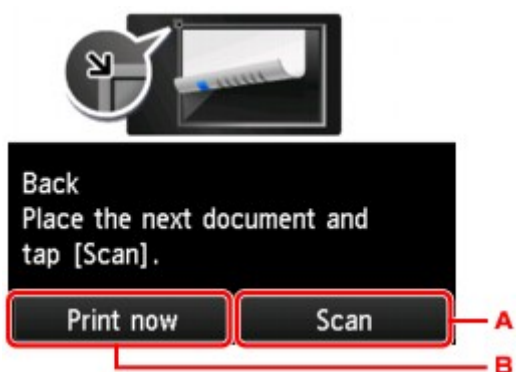 Back
Place the next document and
tap [Scan].
Print now Scan A
B